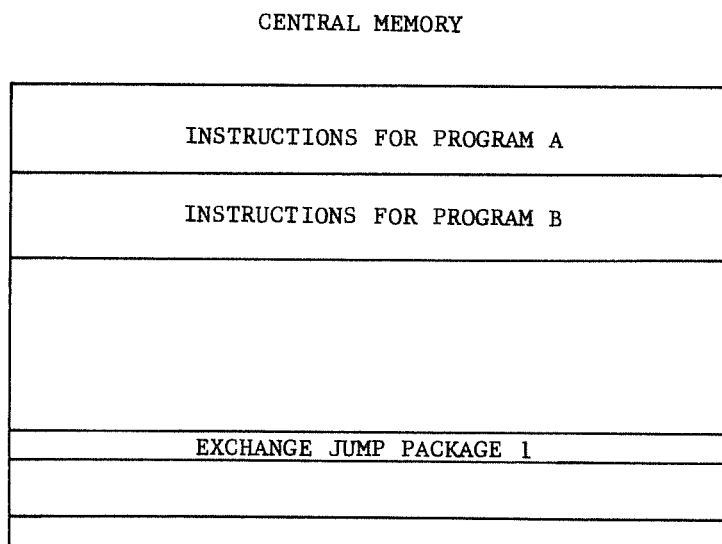 CENTRAL MEMORY
INSTRUCTIONS FOR PROGRAM A
INSTRUCTIONS FOR PROGRAM B
EXCHANGE JUMP PACKAGE 1